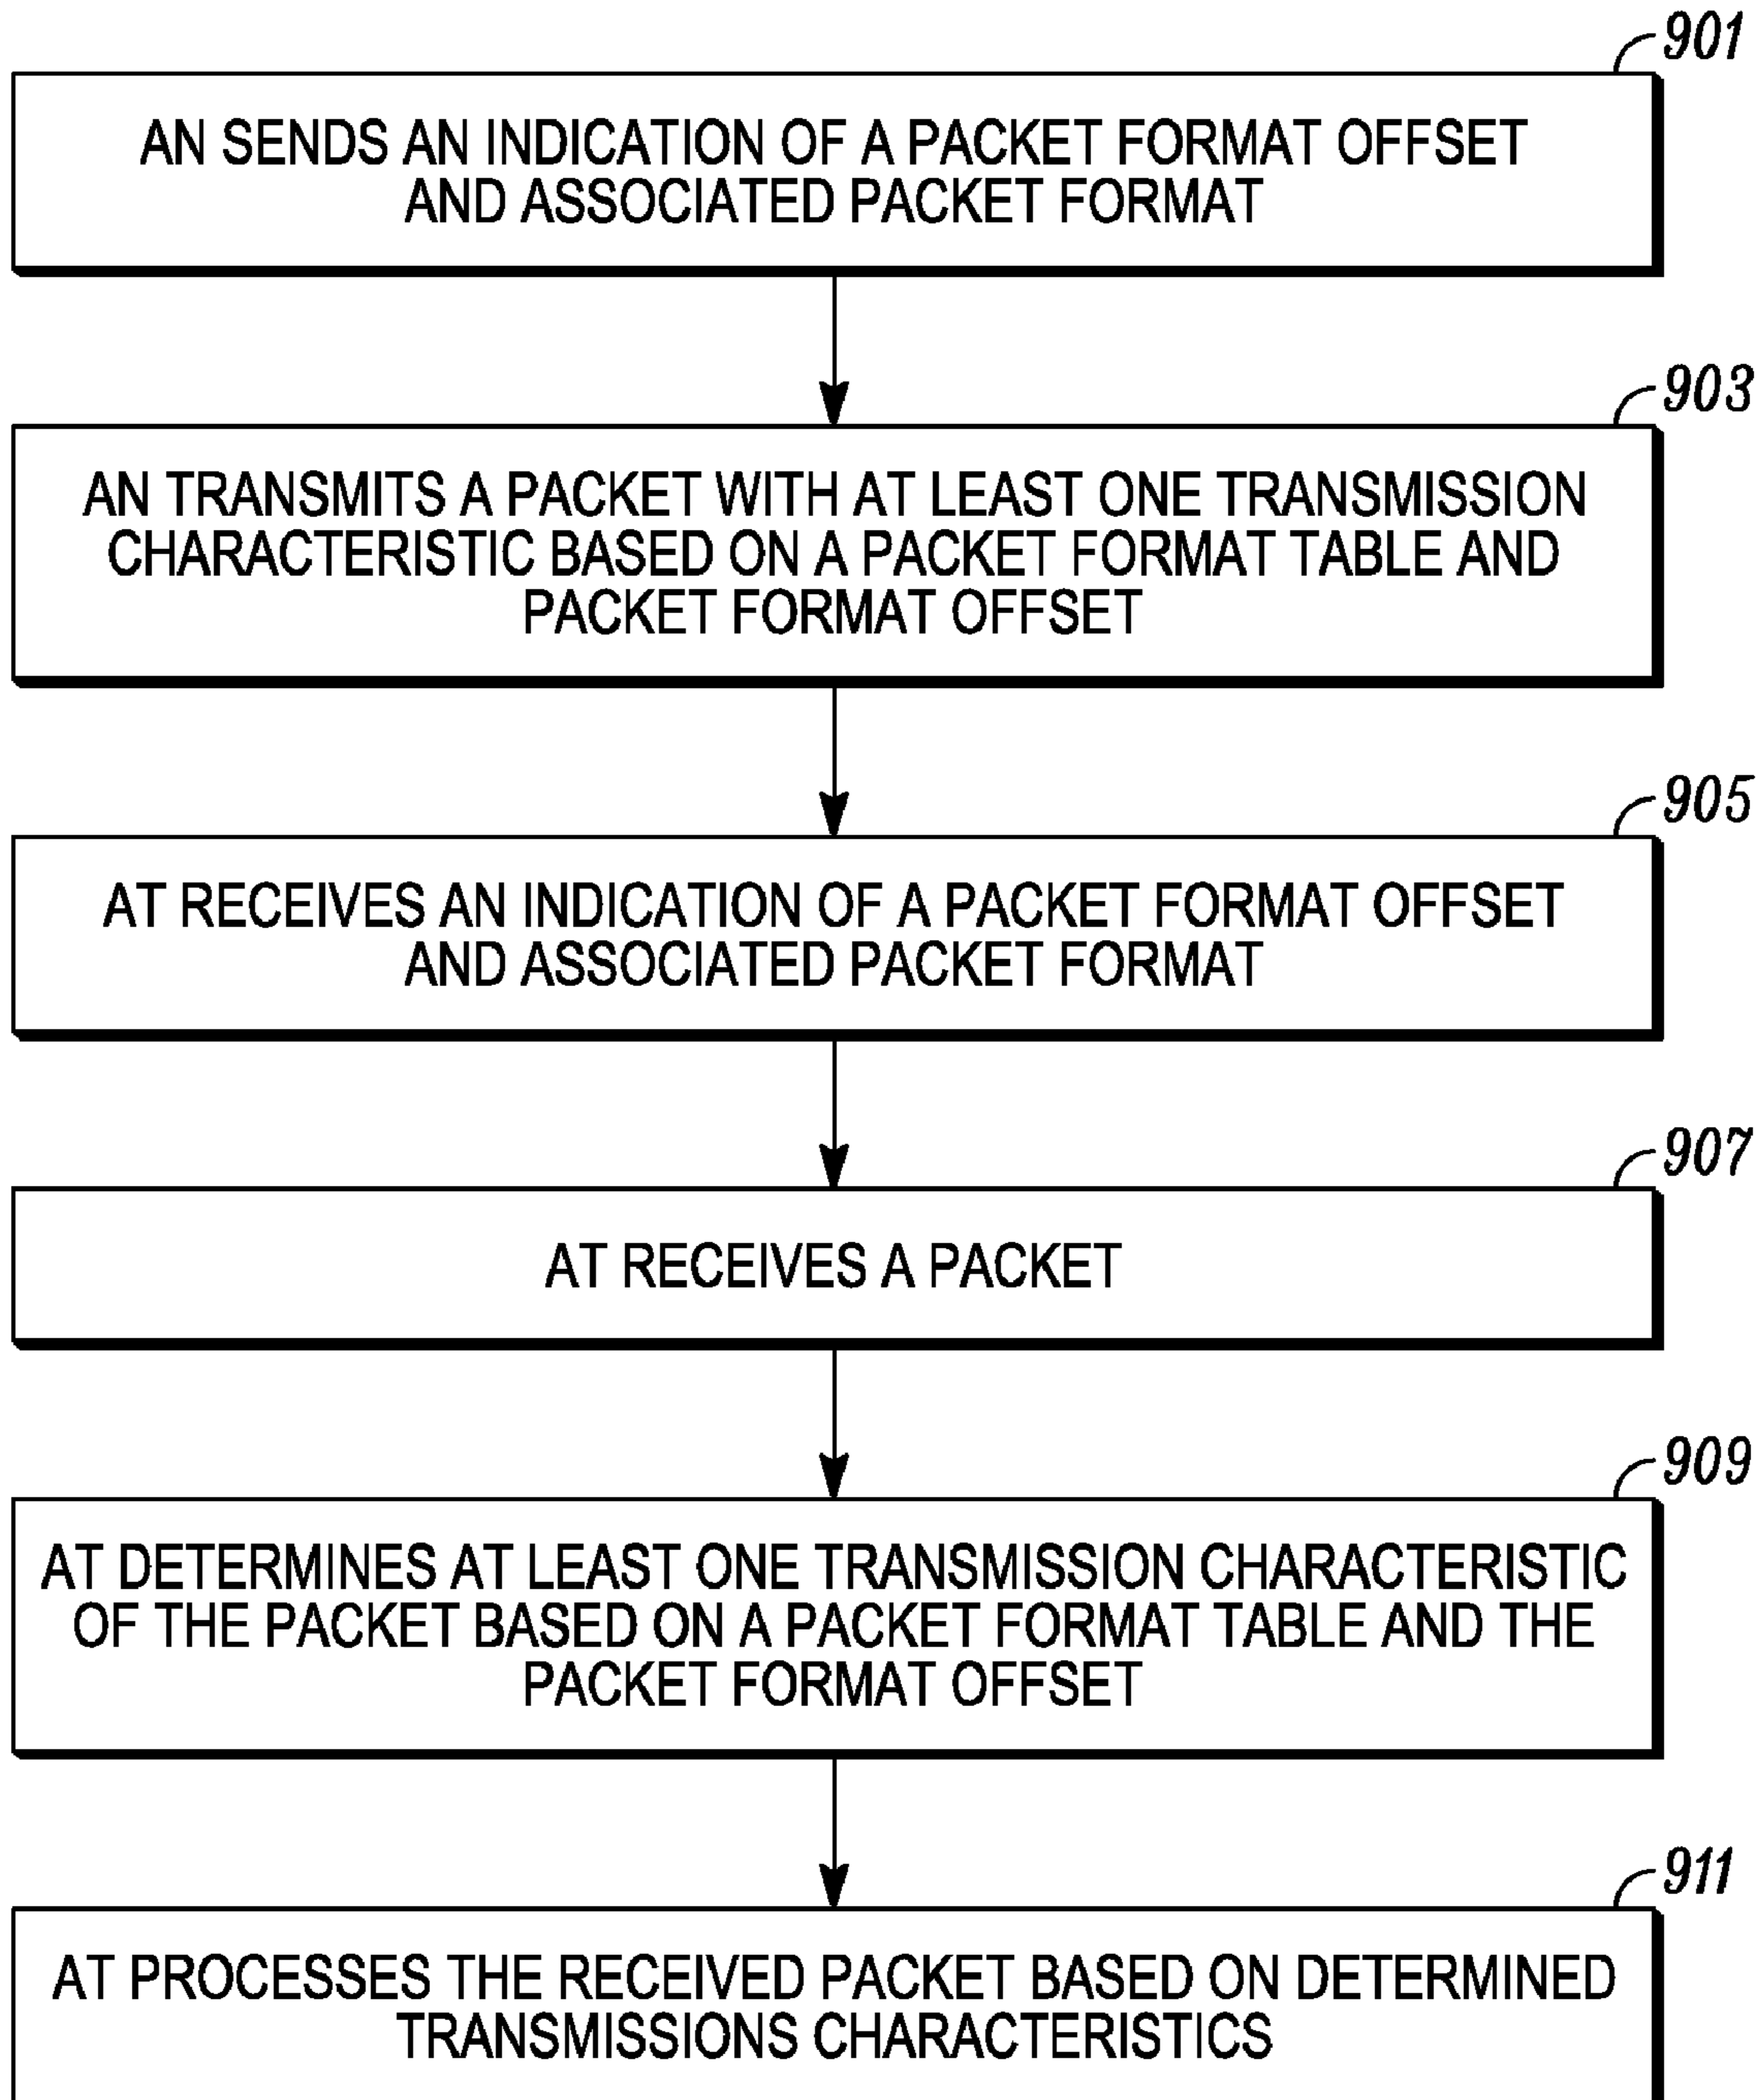 901
AN SENDS AN INDICATION OF A PACKET FORMAT OFFSET
AND ASSOCIATED PACKET FORMAT
903
AN TRANSMITS A PACKET WITH AT LEAST ONE TRANSMISSION
CHARACTERISTIC BASED ON A PACKET FORMAT TABLE AND
PACKET FORMAT OFFSET
905
AT RECEIVES AN INDICATION OF A PACKET FORMAT OFFSET
AND ASSOCIATED PACKET FORMAT
907
AT RECEIVES A PACKET
909
AT DETERMINES AT LEAST ONE TRANSMISSION CHARACTERISTIC
OF THE PACKET BASED ON A PACKET FORMAT TABLE AND THE
PACKET FORMAT OFFSET
911
AT PROCESSES THE RECEIVED PACKET BASED ON DETERMINED
TRANSMISSIONS CHARACTERISTICS